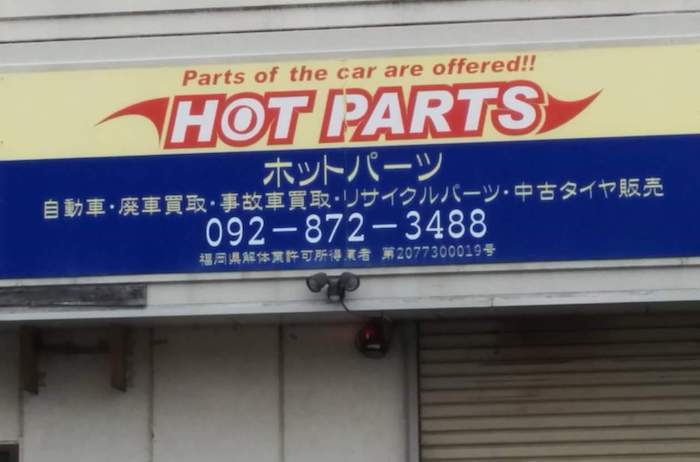 Parts of the car are offered!!
HOT PARTS
ホットパーツ
自動車・廃車買取・事故車買取・リサイクルパーツ・中古タイヤ販売
092-872-3488
福岡県解体業許可所得業者 第2077300019号